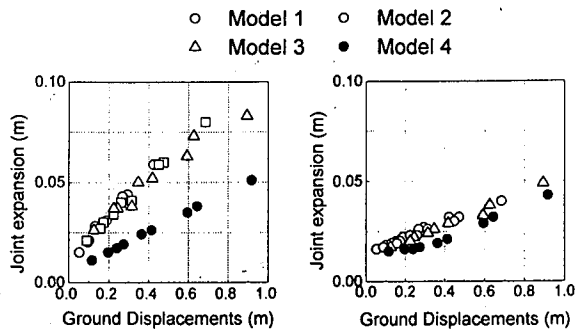 Model 1 Model 2
Model 3 Model 4
0.10 0.10
Joint expansion (m) Joint expansion (m)
0.05 0.05
0.00 0.00
0.0 0.2 0.4 0.6 0.8 1.0 0.0 0.2 0.4 0.6 0.8 1.0
Ground Displacements (m) Ground Displacements (m)